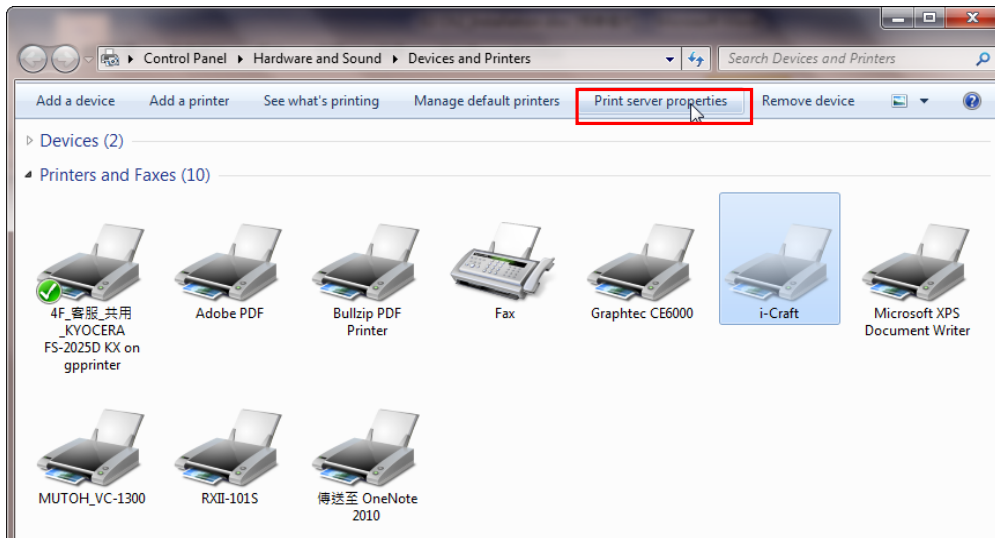 Control Panel Hardware and Sound Devices and Printers
Search Devices and Printers
Add a device Add a printer See what's printing Manage default printers Print server properties Remove device
Devices (2)
Printers and Faxes (10)
4F_客服_共用
_KYOCERA
FS-2025D KX on
gpprinter
Adobe PDF
Bullzip PDF
Printer
Fax
Graphtec CE6000
i-Craft
Microsoft XPS
Document Writer
MUTOH_VC-1300
RXII-101S
傳送至 OneNote
2010